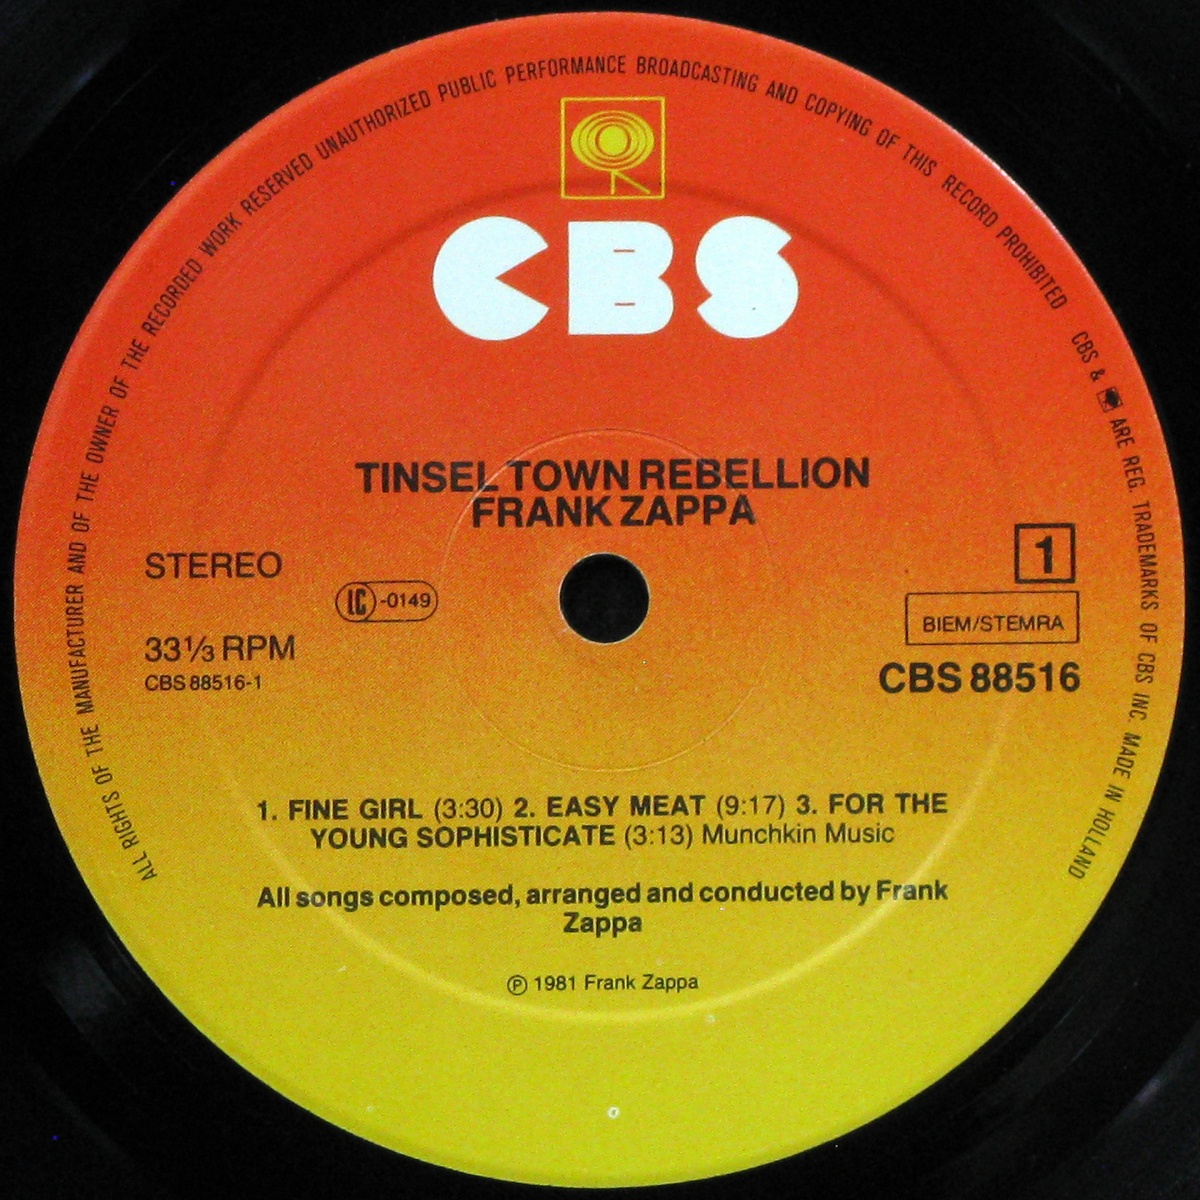 ALL RIGHTS OF THE MANUFACTURER AND OF THE OWNER OF THE RECORDED WORK RESERVED UNAUTHORIZED PUBLIC PERFORMANCE BROADCASTING AND COPYING OF THIS RECORD PROHIBITED CBS & ARE REG. TRADEMARKS OF CBS INC. MADE IN HOLLAND
CBS
TINSEL TOWN REBELLION
FRANK ZAPPA
STEREO
LC-0149
33⅓ RPM
CBS 88516-1
1
BIEM/STEMRA
CBS 88516
1. FINE GIRL (3:30) 2. EASY MEAT (9:17) 3. FOR THE
YOUNG SOPHISTICATE (3:13) Munchkin Music
All songs composed, arranged and conducted by Frank
Zappa
℗ 1981 Frank Zappa